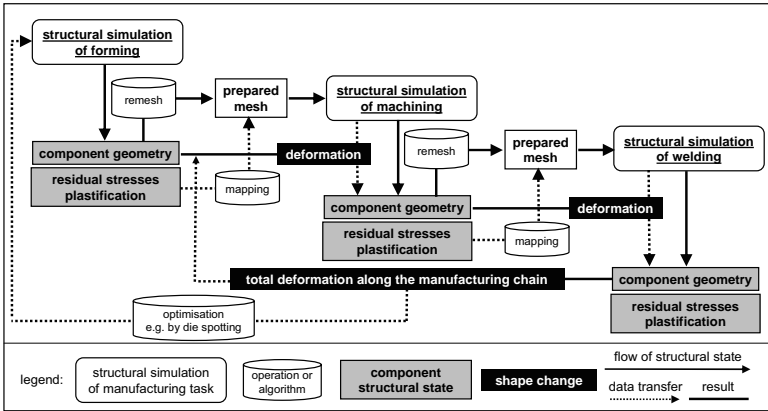 structural simulation
of forming
remesh
prepared
mesh
structural simulation
of machining
component geometry
deformation
residual stresses
plastification
mapping
remesh
prepared
mesh
structural simulation
of welding
component geometry
deformation
residual stresses
plastification
mapping
total deformation along the manufacturing chain
component geometry
residual stresses
plastification
optimisation
e.g. by die spotting
legend:
structural simulation
of manufacturing task
operation or
algorithm
component
structural state
shape change
flow of structural state
data transfer
result